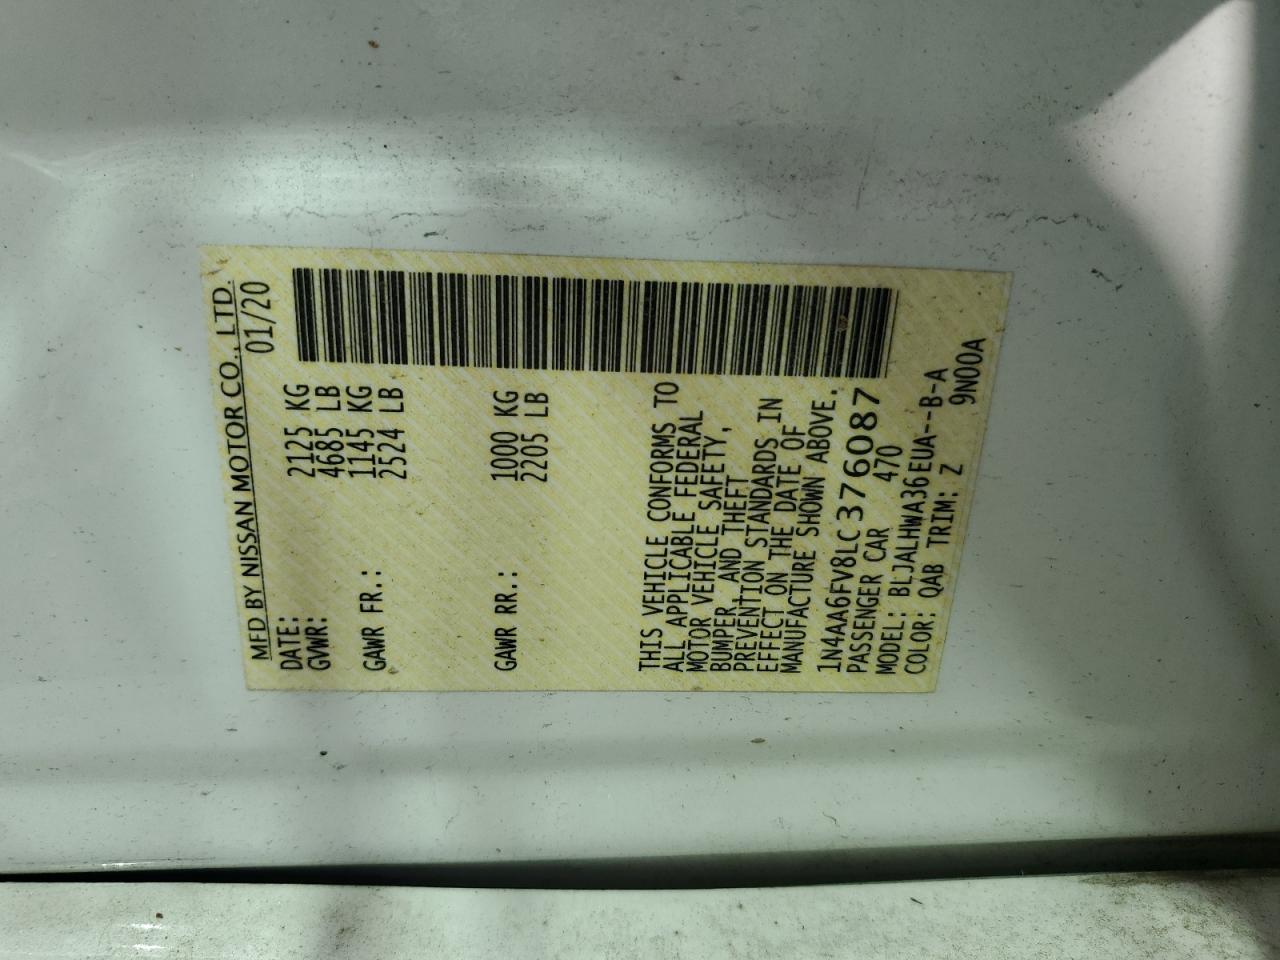 MFD BY NISSAN MOTOR CO., LTD.
DATE: 01/20
GVWR: 2125 KG
4685 LB
GAWR FR.: 1145 KG
2524 LB
GAWR RR.: 1000 KG
2205 LB
THIS VEHICLE CONFORMS TO
ALL APPLICABLE FEDERAL
MOTOR VEHICLE SAFETY,
BUMPER, AND THEFT
PREVENTION STANDARDS IN
EFFECT ON THE DATE OF
MANUFACTURE SHOWN ABOVE.
1N4AA6FV8LC376087
PASSENGER CAR 470
MODEL: BLJALHWA36EUA--B-A
COLOR: QAB TRIM: Z 9N00A